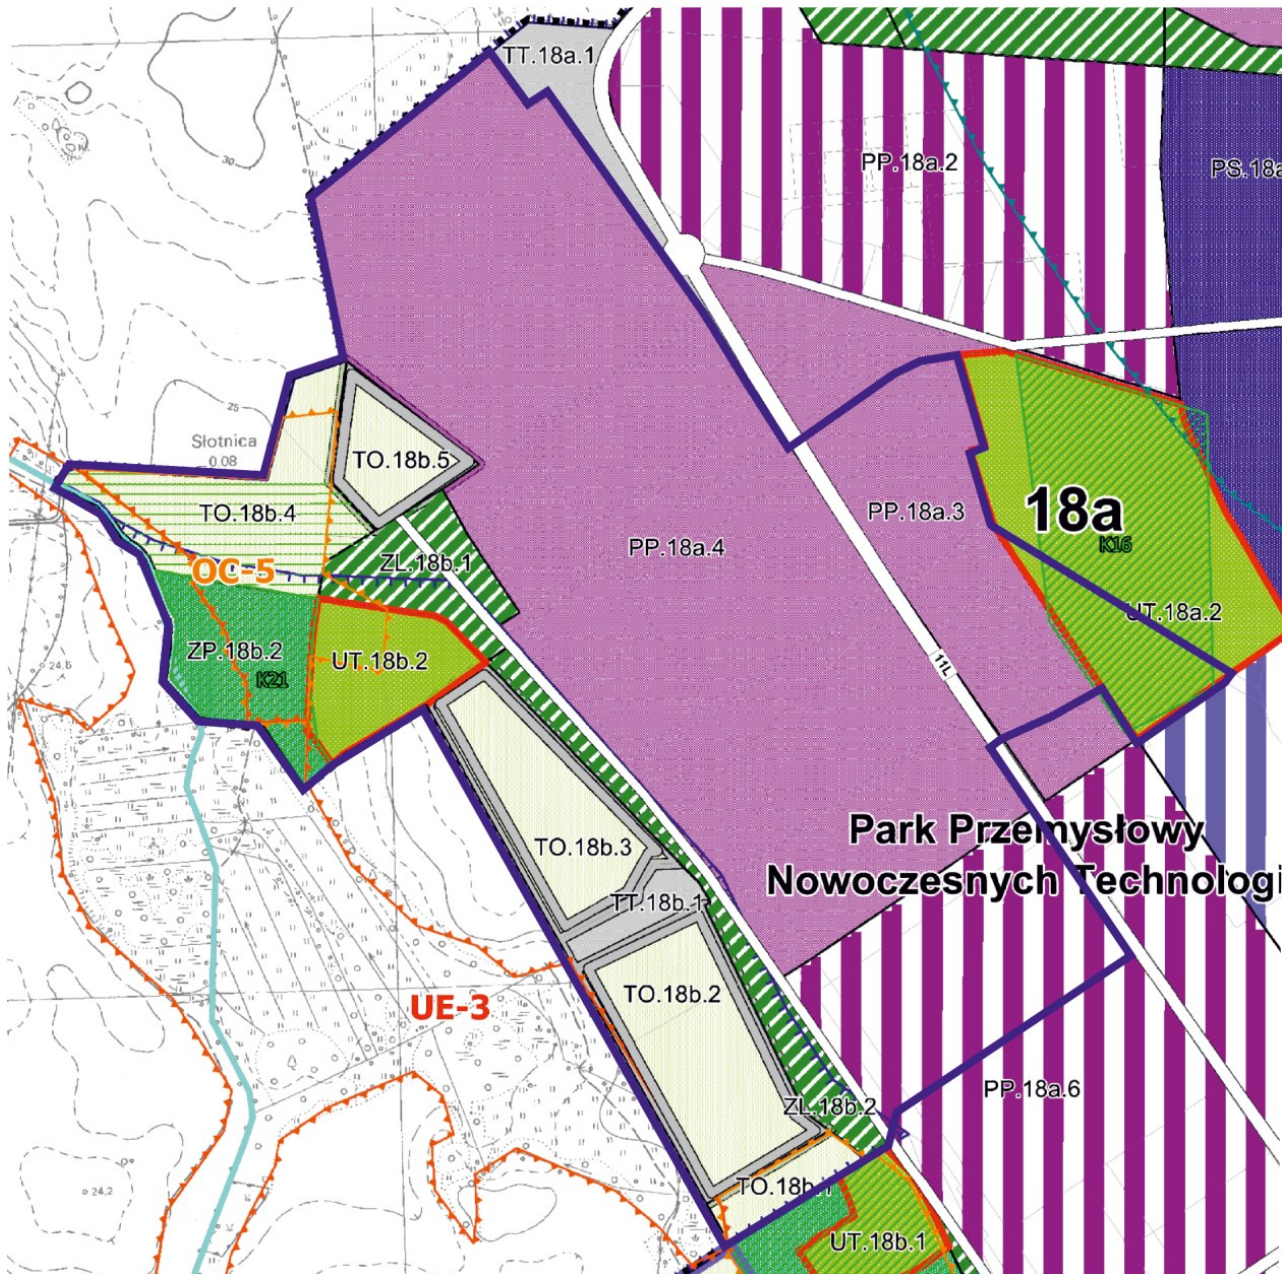 TT.18a.1
PP.18a.2
PS.18a
30
25
Słotnica
0.08
TO.18b.5
TO.18b.4
PP.18a.3
18a
K16
PP.18a.4
ZL.18b.1
OC-5
UT.18a.2
ZP.18b.2
K21
UT.18b.2
24,5
11L
Park Przemysłowy
Nowoczesnych Technologi
TO.18b.3
TT.18b.1
TO.18b.2
UE-3
PP.18a.6
ZL.18b.2
TO.18b.1
24,2
UT.18b.1